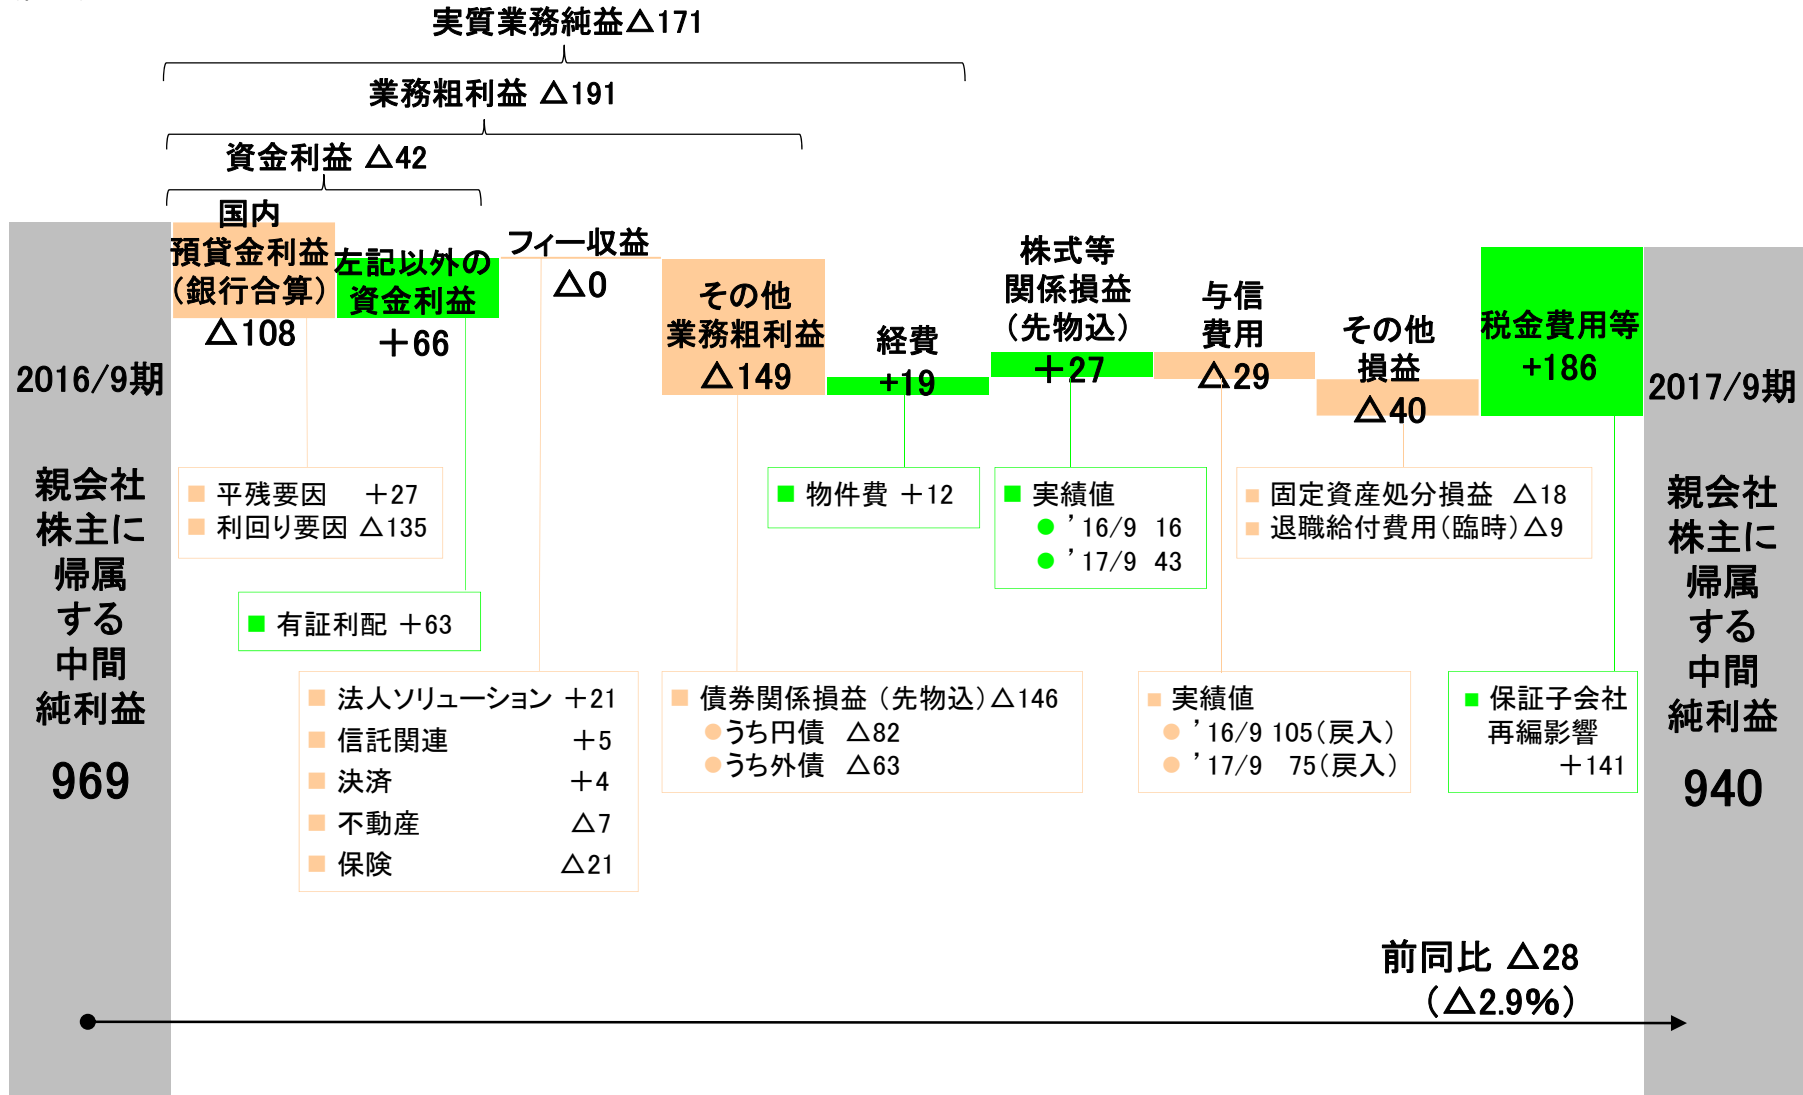 実質業務純益△171
業務粗利益 △191
資金利益 △42
2016/9期
親会社
株主に
帰属
する
中間
純利益
969
国内
預貸金利益
（銀行合算）
△108
■ 平残要因 ＋27
■ 利回り要因 △135
左記以外の
資金利益
＋66
■ 有証利配 ＋63
フィー収益
△0
■ 法人ソリューション ＋21
■ 信託関連 ＋5
■ 決済 ＋4
■ 不動産 △7
■ 保険 △21
その他
業務粗利益
△149
■ 債券関係損益（先物込）△146
●うち円債 △82
●うち外債 △63
経費
+19
■ 物件費 ＋12
株式等
関係損益
（先物込）
＋27
■ 実績値
● ’16/9 16
● ’17/9 43
与信
費用
△29
■ 実績値
● ’16/9 105（戻入）
● ’17/9 75（戻入）
その他
損益
△40
■ 固定資産処分損益 △18
■ 退職給付費用（臨時）△9
税金費用等
+186
■ 保証子会社
再編影響
＋141
2017/9期
親会社
株主に
帰属
する
中間
純利益
940
前同比 △28
（△2.9%）